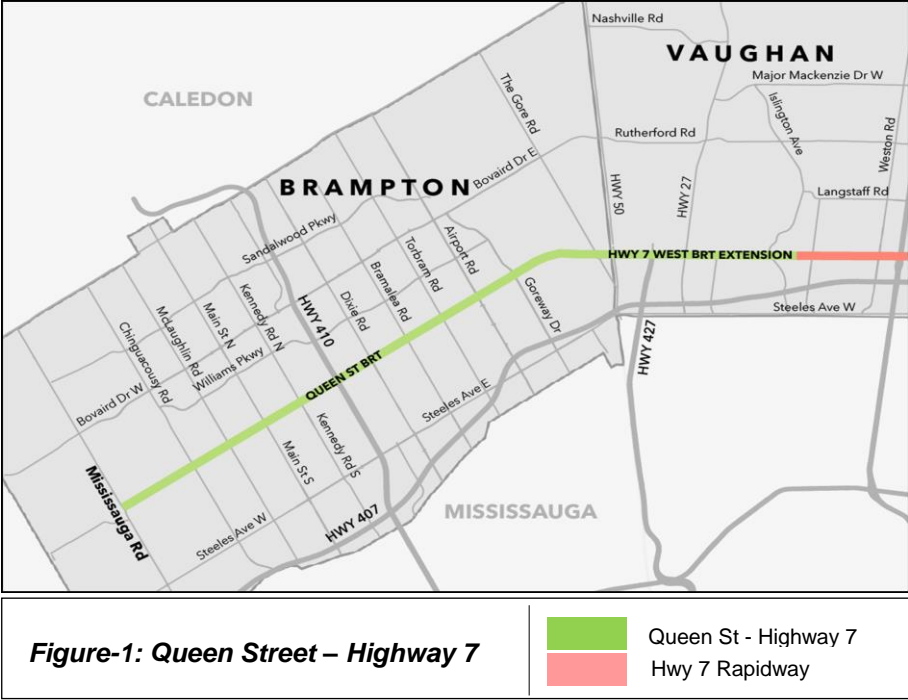 Nashville Rd
VAUGHAN
Major Mackenzie Dr W
CALEDON
The Gore Rd
Islington Ave
Rutherford Rd
Weston Rd
BRAMPTON
Bovaird Dr E
HWY 50
HWY 27
Langstaff Rd
Sandalwood Pkwy
Airport Rd
Torbram Rd
Bramalea Rd
Dixie Rd
HWY 7 WEST BRT EXTENSION
Goreway Dr
Steeles Ave W
HWY 410
Kennedy Rd N
Main St N
McLaughlin Rd
Chinguacousy Rd
Williams Pkwy
HWY 427
QUEEN ST BRT
Bovaird Dr W
Steeles Ave E
Kennedy Rd S
Main St S
Mississauga Rd
MISSISSAUGA
HWY 407
Steeles Ave W
Figure-1: Queen Street – Highway 7
Queen St - Highway 7
Hwy 7 Rapidway